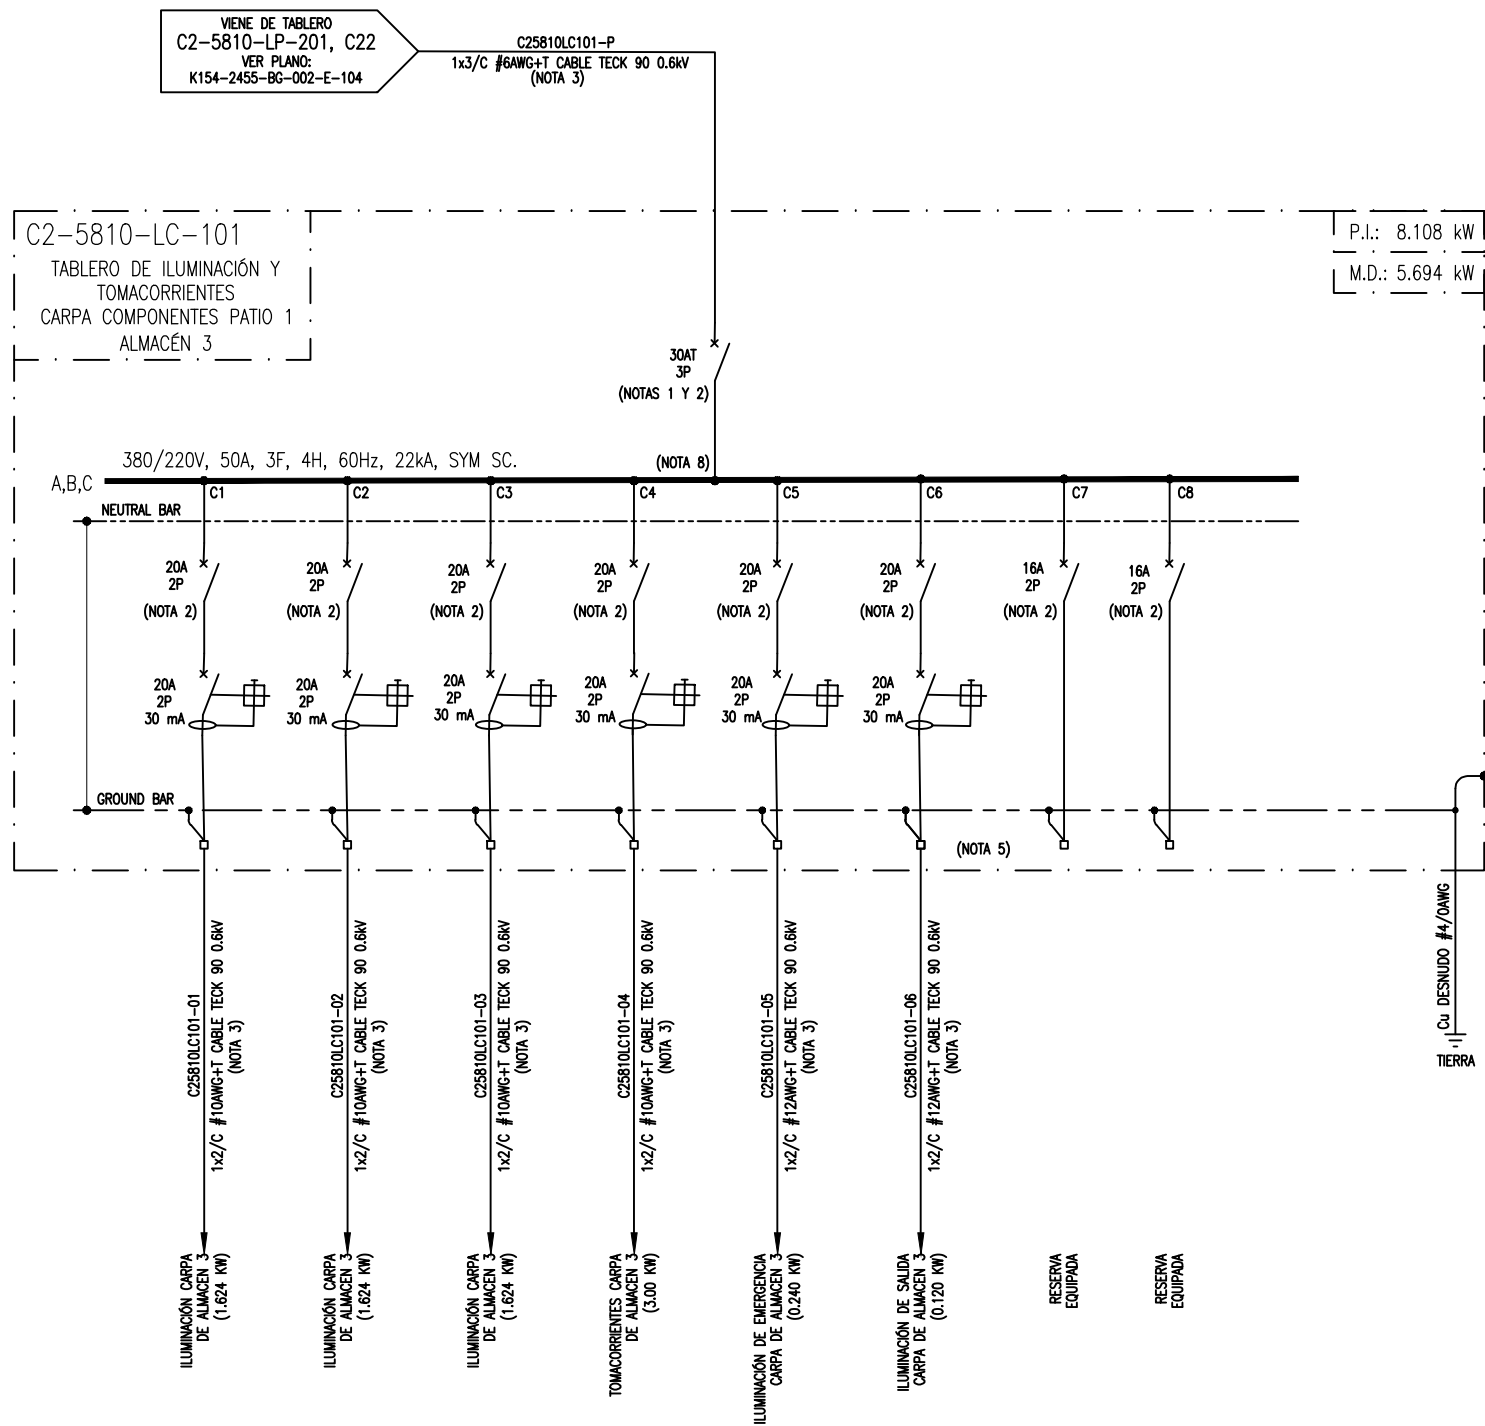 VIENE DE TABLERO
C2-5810-LP-201, C22
VER PLANO:
K154-2455-BG-002-E-104
C25810LC101-P
1x3/C #6AWG+T CABLE TECK 90 0.6kV
(NOTA 3)
C2-5810-LC-101
TABLERO DE ILUMINACIÓN Y
TOMACORRIENTES
CARPA COMPONENTES PATIO 1
ALMACÉN 3
P.I.: 8.108 kW
M.D.: 5.694 kW
30AT
3P
(NOTAS 1 Y 2)
380/220V, 50A, 3F, 4H, 60Hz, 22kA, SYM SC.
(NOTA 8)
A,B,C
C1
C2
C3
C4
C5
C6
C7
C8
NEUTRAL BAR
20A
2P
(NOTA 2)
20A
2P
(NOTA 2)
20A
2P
(NOTA 2)
20A
2P
(NOTA 2)
20A
2P
(NOTA 2)
20A
2P
(NOTA 2)
16A
2P
(NOTA 2)
16A
2P
(NOTA 2)
20A
2P
30 mA
20A
2P
30 mA
20A
2P
30 mA
20A
2P
30 mA
20A
2P
30 mA
20A
2P
30 mA
GROUND BAR
(NOTA 5)
C25810LC101-01
1x2/C #10AWG+T CABLE TECK 90 0.6kV
(NOTA 3)
C25810LC101-02
1x2/C #10AWG+T CABLE TECK 90 0.6kV
(NOTA 3)
C25810LC101-03
1x2/C #10AWG+T CABLE TECK 90 0.6kV
(NOTA 3)
C25810LC101-04
1x2/C #10AWG+T CABLE TECK 90 0.6kV
(NOTA 3)
C25810LC101-05
1x2/C #12AWG+T CABLE TECK 90 0.6kV
(NOTA 3)
C25810LC101-06
1x2/C #12AWG+T CABLE TECK 90 0.6kV
(NOTA 3)
Cu DESNUDO #4/0AWG
TIERRA
ILUMINACIÓN CARPA
DE ALMACEN 3
(1.624 KW)
ILUMINACIÓN CARPA
DE ALMACEN 3
(1.624 KW)
ILUMINACIÓN CARPA
DE ALMACEN 3
(1.624 KW)
TOMACORRIENTES CARPA
DE ALMACEN 3
(3.00 KW)
ILUMINACIÓN DE EMERGENCIA
CARPA DE ALMACEN 3
(0.240 KW)
ILUMINACIÓN DE SALIDA
CARPA DE ALMACEN 3
(0.120 KW)
RESERVA
EQUIPADA
RESERVA
EQUIPADA